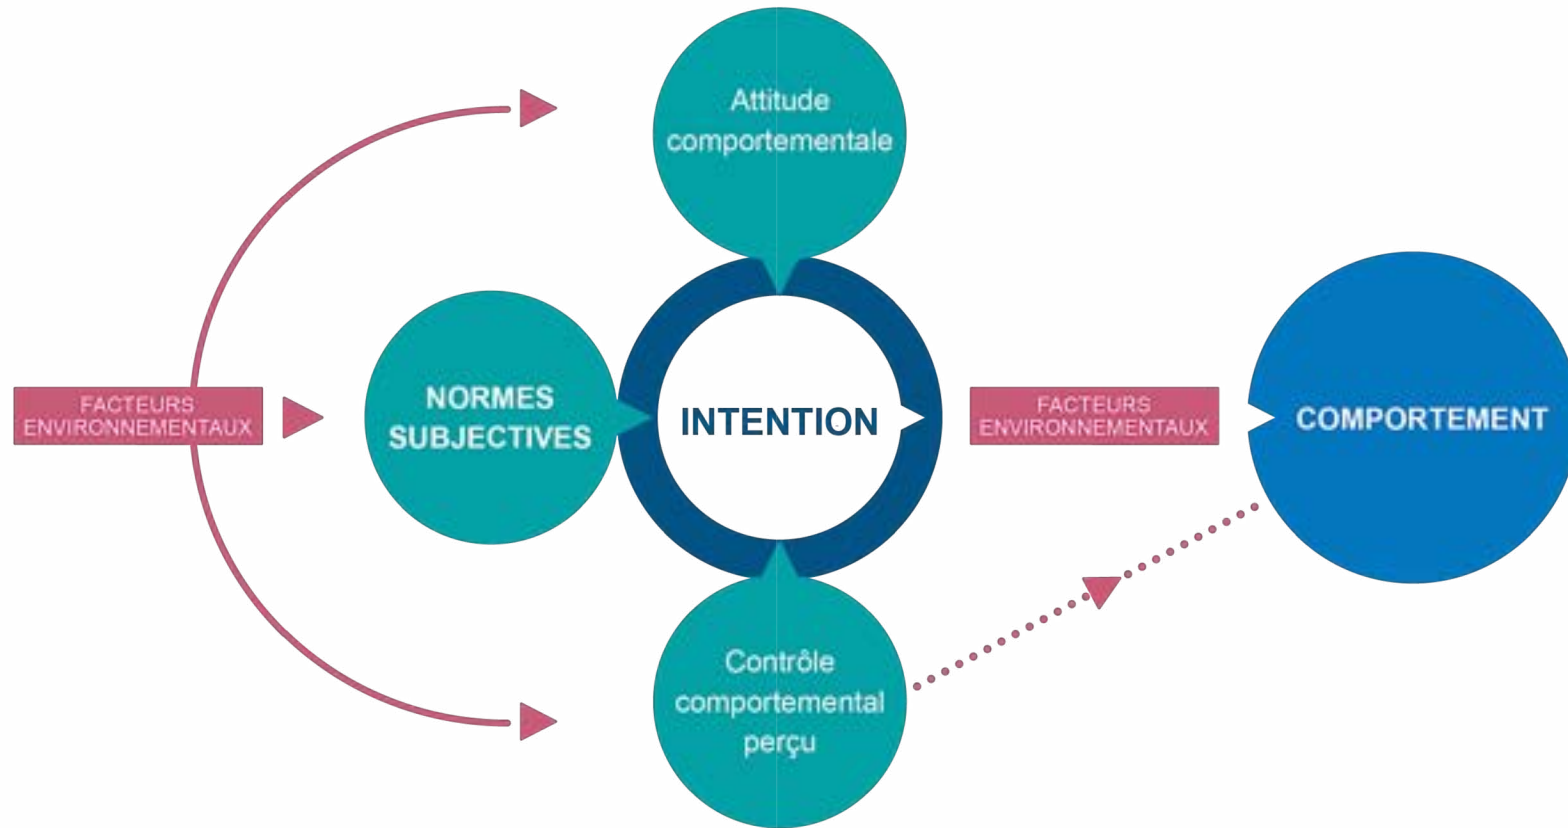 Attitude
comportementale
FACTEURS
ENVIRONNEMENTAUX
NORMES
SUBJECTIVES
INTENTION
FACTEURS
ENVIRONNEMENTAUX
COMPORTEMENT
Contrôle
comportemental
perçu